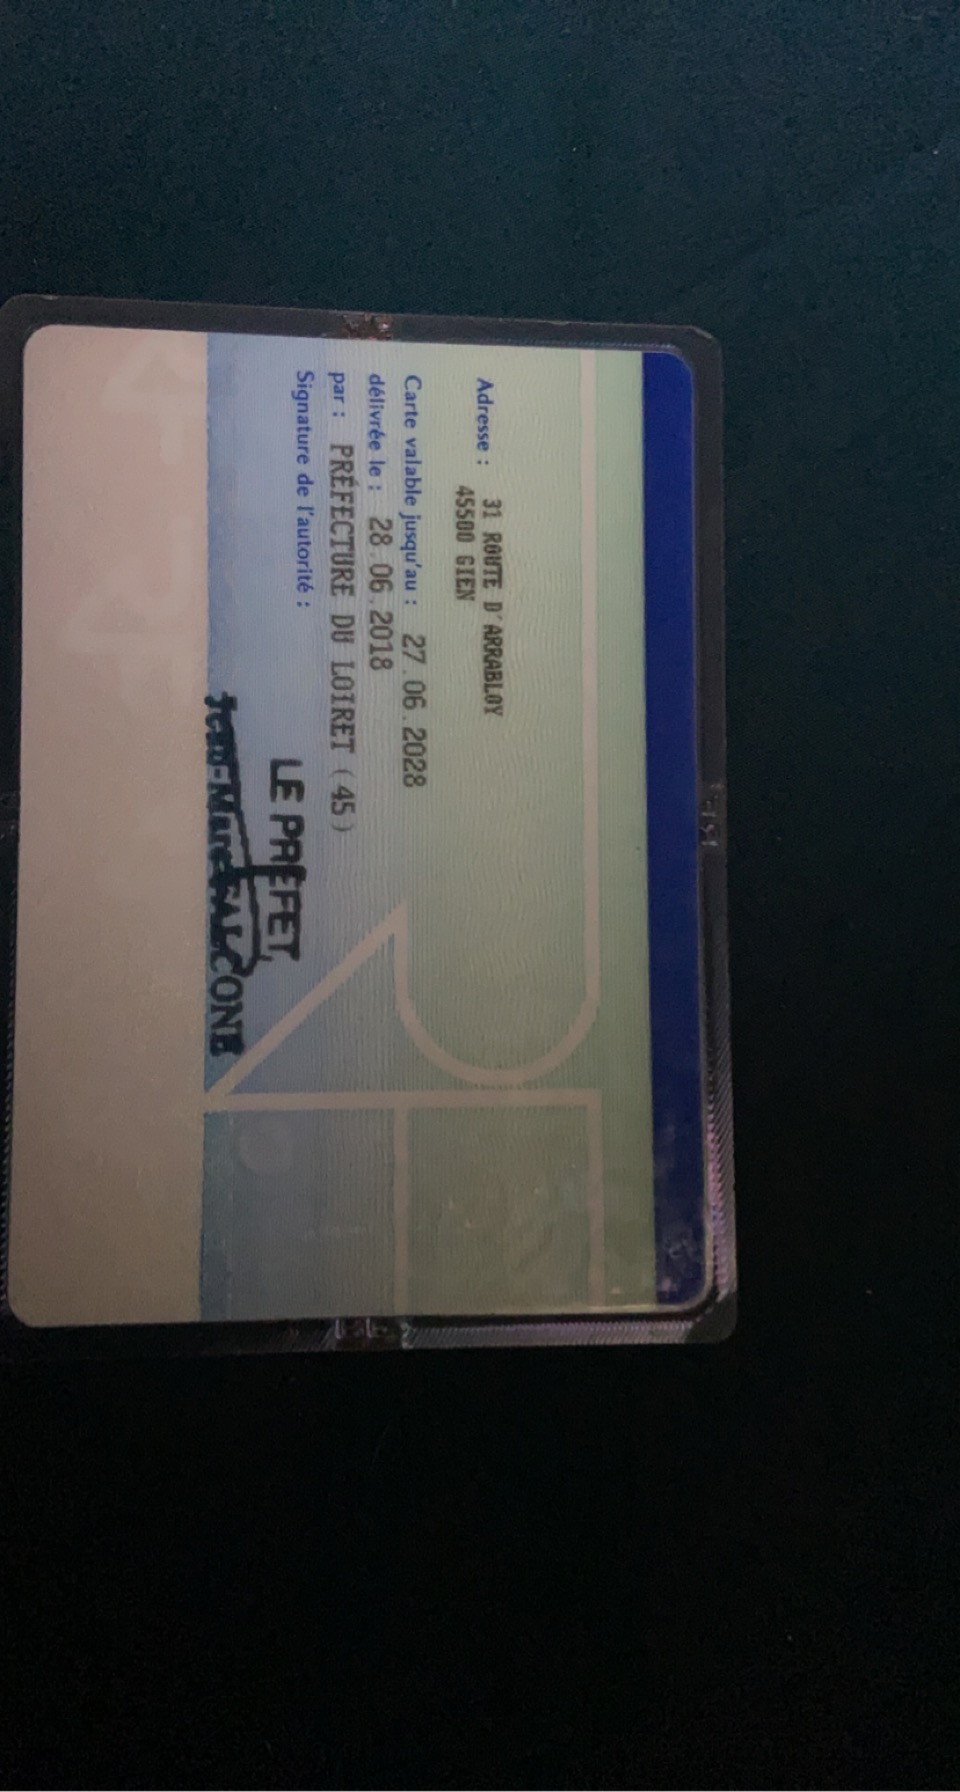 Adresse : 31 ROUTE D'ARRABLOY
45500 GIEN
Carte valable jusqu'au : 27.06.2028
délivrée le : 28.06.2018
par : PRÉFECTURE DU LOIRET (45)
Signature de l'autorité :
LE PRÉFET,
Jean-Marc FALCONE